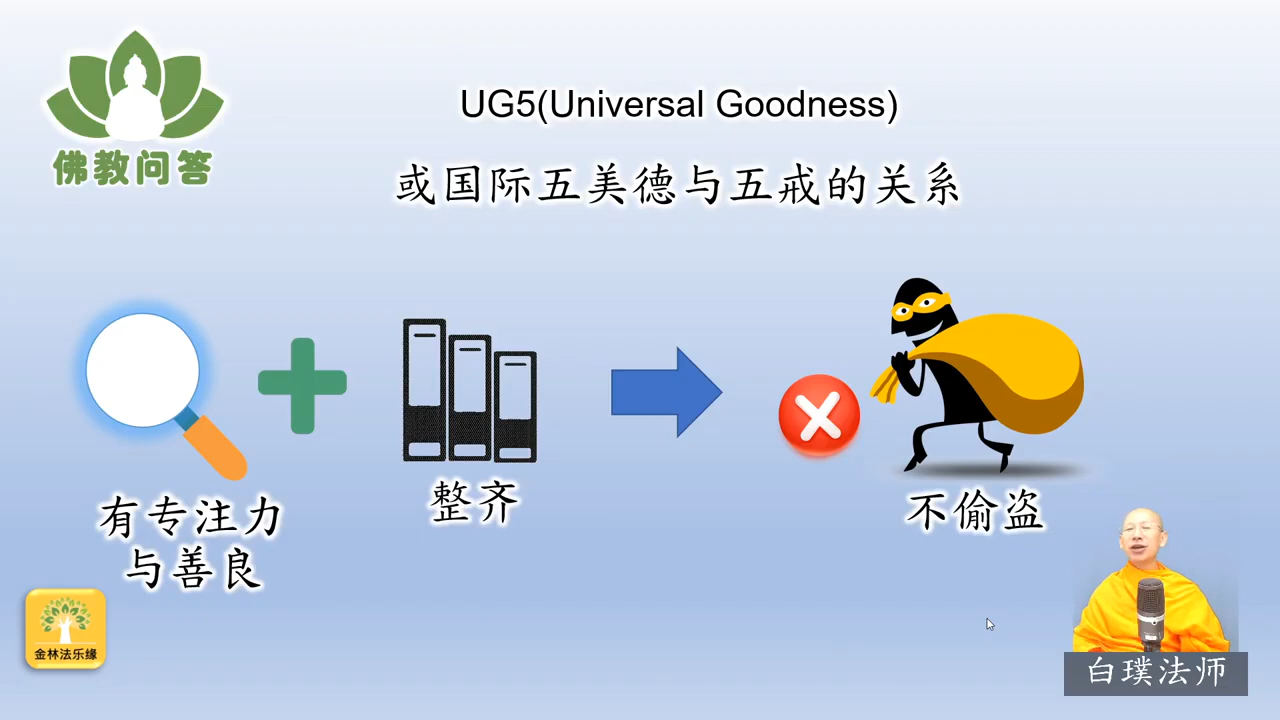 佛教问答
UG5(Universal Goodness)
或国际五美德与五戒的关系
有专注力
与善良
整齐
不偷盗
金林法乐缘
白璞法师